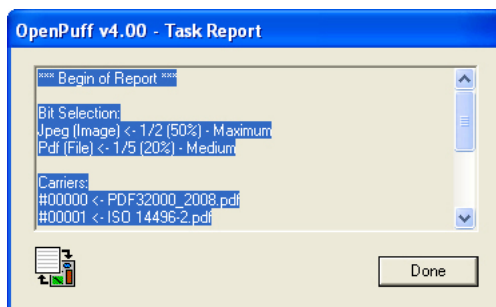 OpenPuff v4.00 - Task Report
*** Begin of Report ***
Bit Selection:
Jpeg (Image) <- 1/2 (50%) - Maximum
Pdf (File) <- 1/5 (20%) - Medium
Carriers:
#00000 <- PDF32000_2008.pdf
#00001 <- ISO 14496-2.pdf
Done